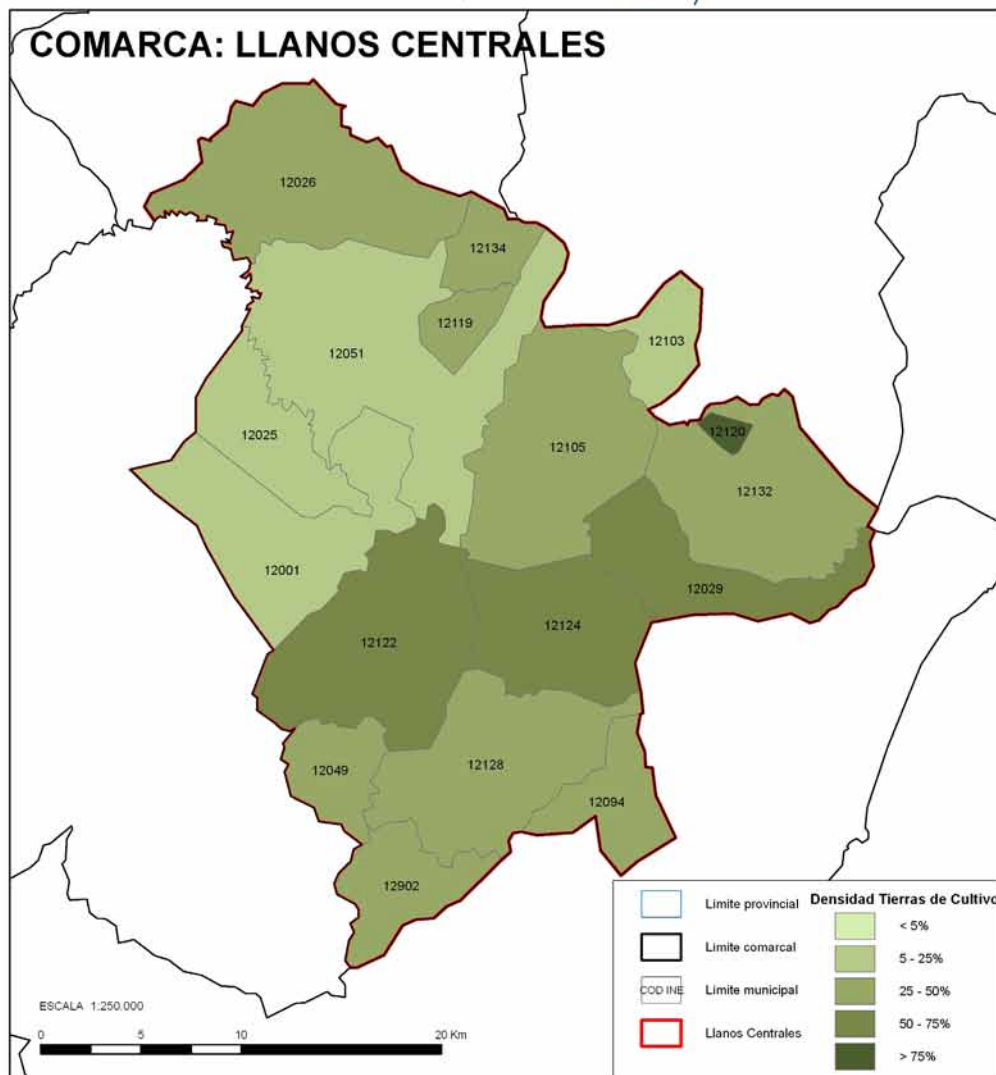 COMARCA: LLANOS CENTRALES
12026
12134
12119
12103
12051
12025
12105
12120
12132
12001
12029
12124
12122
12128
12049
12094
12902
Limite provincial
Limite comarcal
COD INE
Limite municipal
Llanos Centrales
Densidad Tierras de Cultivo
< 5%
5 - 25%
25 - 50%
50 - 75%
> 75%
ESCALA 1:250.000
0 5 10 20 Km